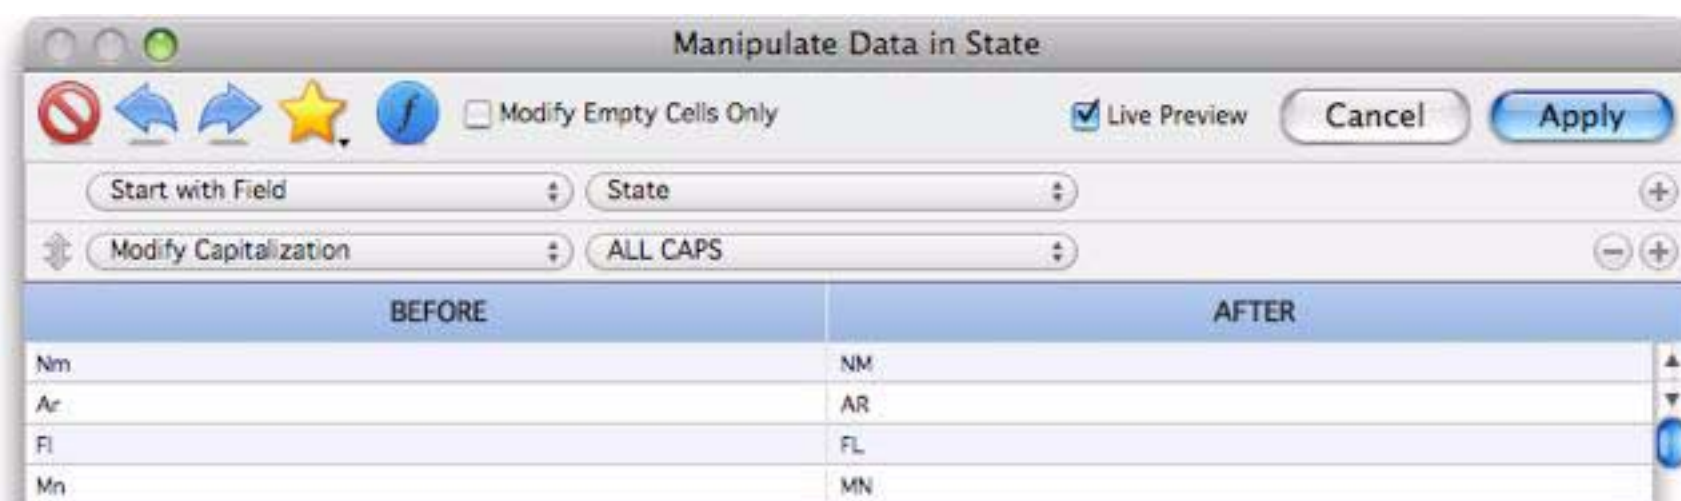 Manipulate Data in State
f Modify Empty Cells Only Live Preview Cancel Apply
Start with Field State
Modify Capitalization ALL CAPS
BEFORE AFTER
Nm NM
Ar AR
Fl FL
Mn MN